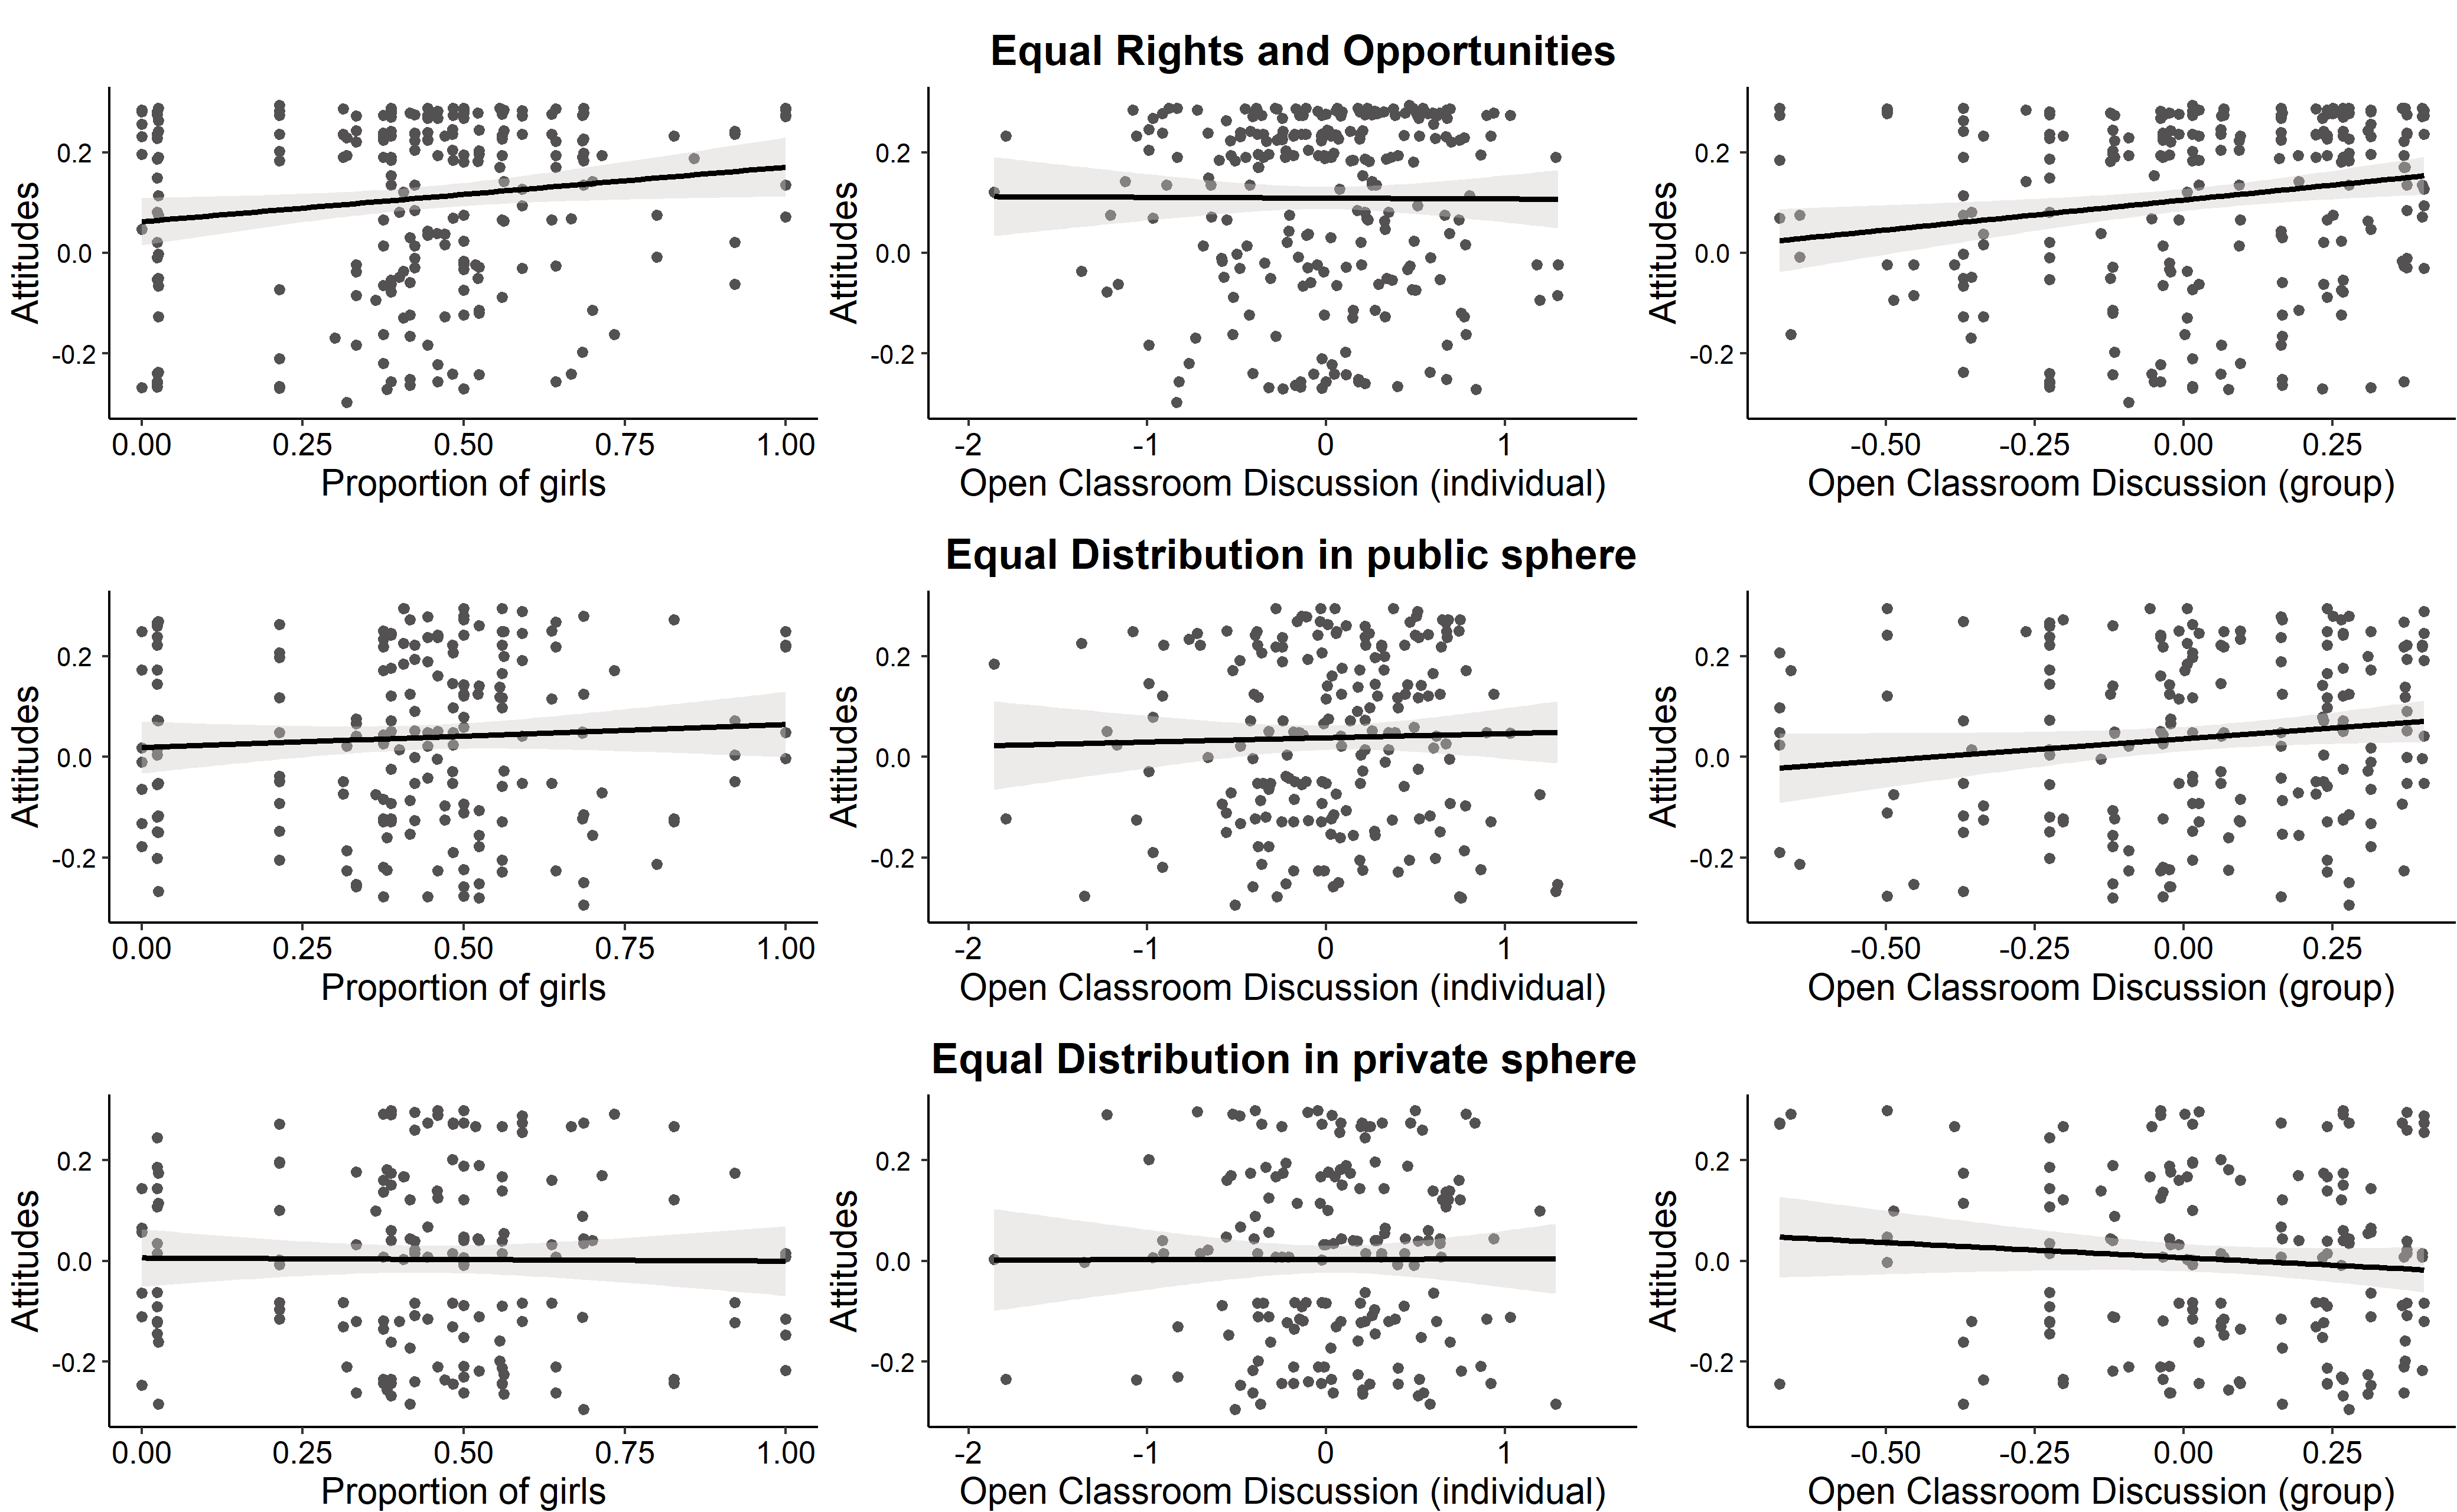 Equal Rights and Opportunities
Attitudes
0.2
0.0
-0.2
0.00 0.25 0.50 0.75 1.00
Proportion of girls
Attitudes
0.2
0.0
-0.2
-2 -1 0 1
Open Classroom Discussion (individual)
Attitudes
0.2
0.0
-0.2
-0.50 -0.25 0.00 0.25
Open Classroom Discussion (group)
Equal Distribution in public sphere
Attitudes
0.2
0.0
-0.2
0.00 0.25 0.50 0.75 1.00
Proportion of girls
Attitudes
0.2
0.0
-0.2
-2 -1 0 1
Open Classroom Discussion (individual)
Attitudes
0.2
0.0
-0.2
-0.50 -0.25 0.00 0.25
Open Classroom Discussion (group)
Equal Distribution in private sphere
Attitudes
0.2
0.0
-0.2
0.00 0.25 0.50 0.75 1.00
Proportion of girls
Attitudes
0.2
0.0
-0.2
-2 -1 0 1
Open Classroom Discussion (individual)
Attitudes
0.2
0.0
-0.2
-0.50 -0.25 0.00 0.25
Open Classroom Discussion (group)